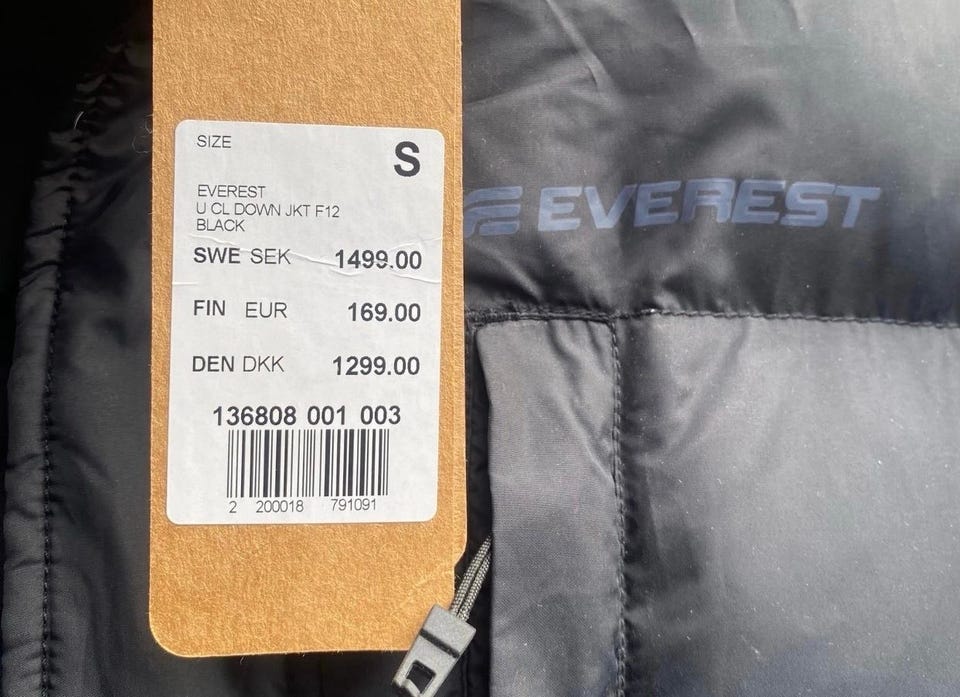 SIZE
S
EVEREST
U CL DOWN JKT F12
BLACK
SWE SEK 1499.00
FIN EUR 169.00
DEN DKK 1299.00
136808 001 003
2 200018 791091
EVEREST